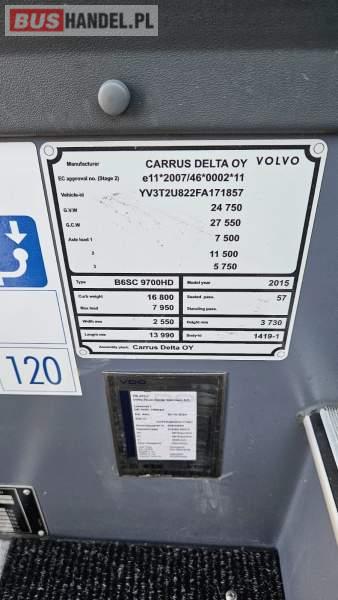 BUSHANDEL.PL
Manufacturer CARRUS DELTA OY VOLVO
EC approval no. (Stage 2) e11*2007/46*0002*11
Vehicle-id YV3T2U822FA171857
G.V.W 24 750
G.C.W 27 550
Axle load 1 7 500
2 11 500
3 5 750
Type B6SC 9700HD Model year 2015
Curb weight 16 800 Seated pass. 57
Max load 7 950 Standing pass.
Width mm 2 550 Height mm 3 730
Length mm 13 990 Body-id 1419-1
Assembly plant. Carrus Delta OY
120
VDO